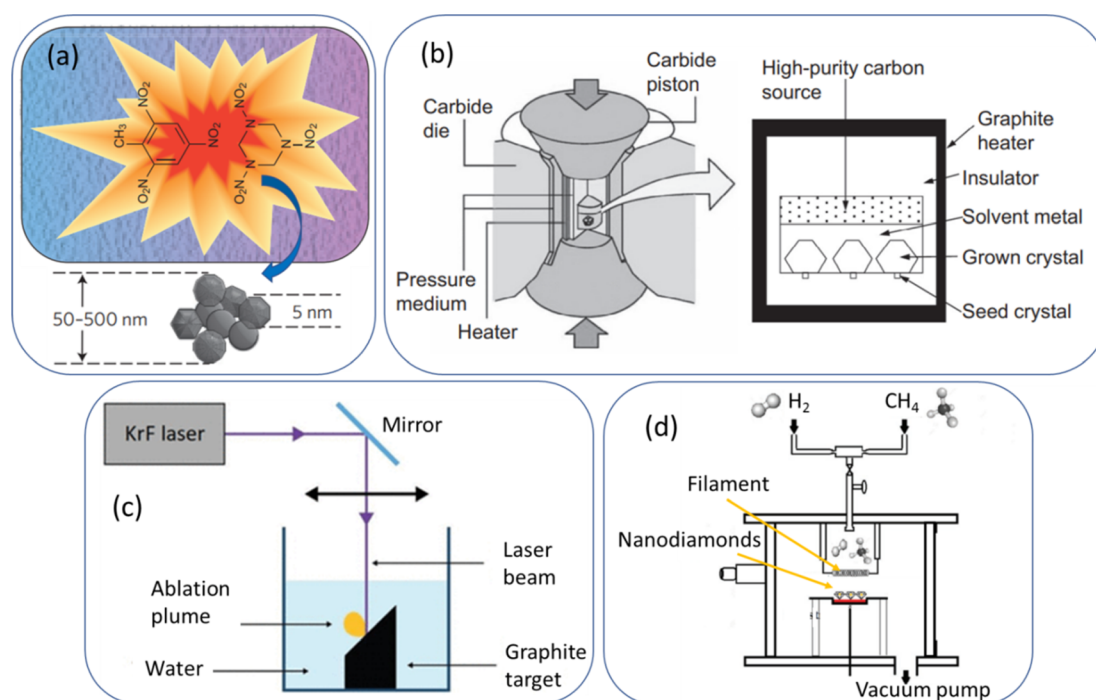 (a)
NO₂
CH₃
O₂N
NO₂
NO₂
N
N
NO₂
N
O₂N
50-500 nm
5 nm
(b)
Carbide
die
Carbide
piston
Pressure
medium
Heater
High-purity carbon
source
Graphite
heater
Insulator
Solvent metal
Grown crystal
Seed crystal
(c)
KrF laser
Mirror
Laser
beam
Ablation
plume
Water
Graphite
target
(d)
H₂
CH₄
Filament
Nanodiamonds
Vacuum pump